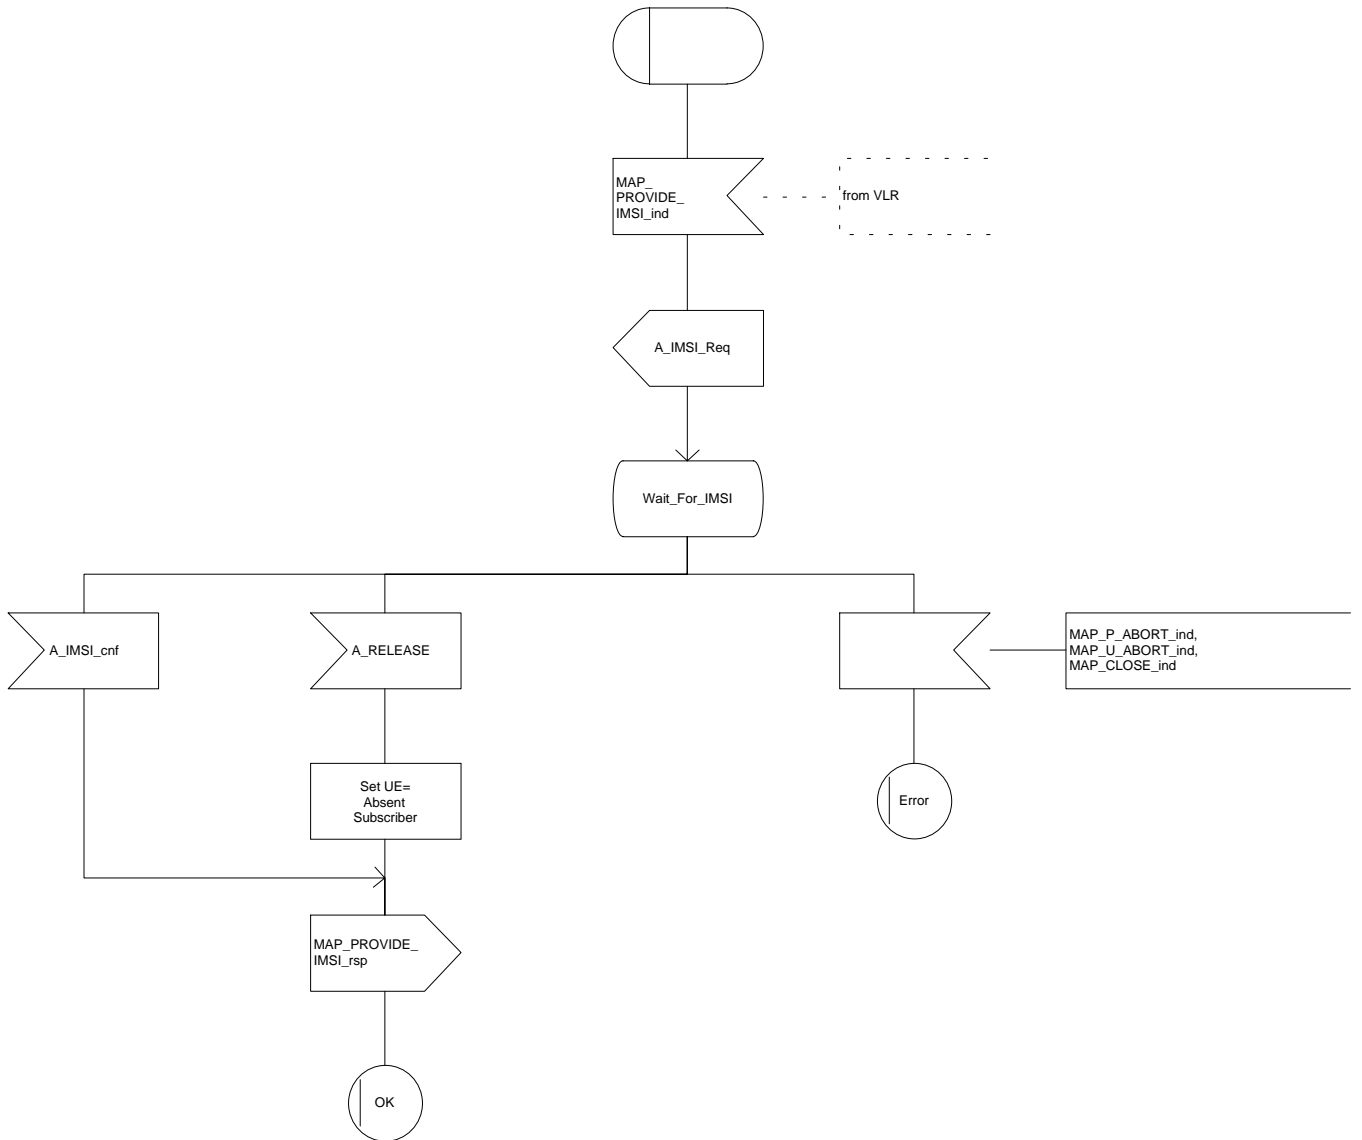 MAP_
PROVIDE_
IMSI_ind
from VLR
A_IMSI_Req
Wait_For_IMSI
A_IMSI_cnf
A_RELEASE
MAP_P_ABORT_ind,
MAP_U_ABORT_ind,
MAP_CLOSE_ind
Set UE=
Absent
Subscriber
Error
MAP_PROVIDE_
IMSI_rsp
OK